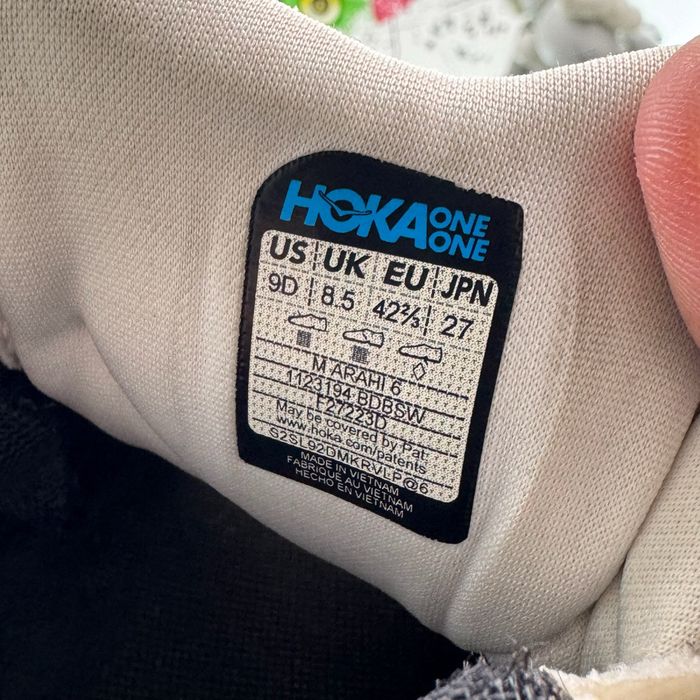 HOKA ONE ONE
US UK EU JPN
9D 8.5 42⅔ 27
M ARAHI 6
1123194 BDBSW
F27223D
May be covered by Pat.
www.hoka.com/patents
S2SL92DMKRVLP@6
MADE IN VIETNAM
FABRIQUE AU VIETNAM
HECHO EN VIETNAM